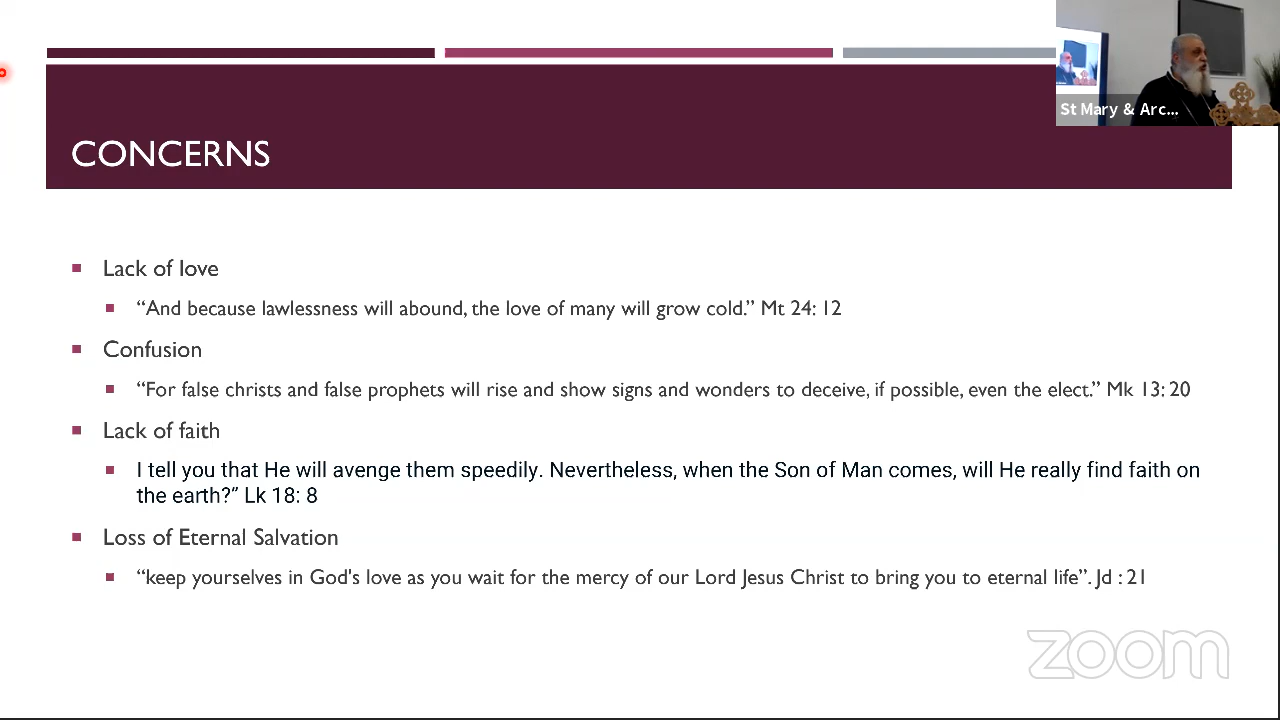 St Mary & Arc...
CONCERNS
Lack of love
“And because lawlessness will abound, the love of many will grow cold.” Mt 24: 12
Confusion
“For false christs and false prophets will rise and show signs and wonders to deceive, if possible, even the elect.” Mk 13: 20
Lack of faith
I tell you that He will avenge them speedily. Nevertheless, when the Son of Man comes, will He really find faith on
the earth?” Lk 18: 8
Loss of Eternal Salvation
“keep yourselves in God's love as you wait for the mercy of our Lord Jesus Christ to bring you to eternal life”. Jd : 21
zoom